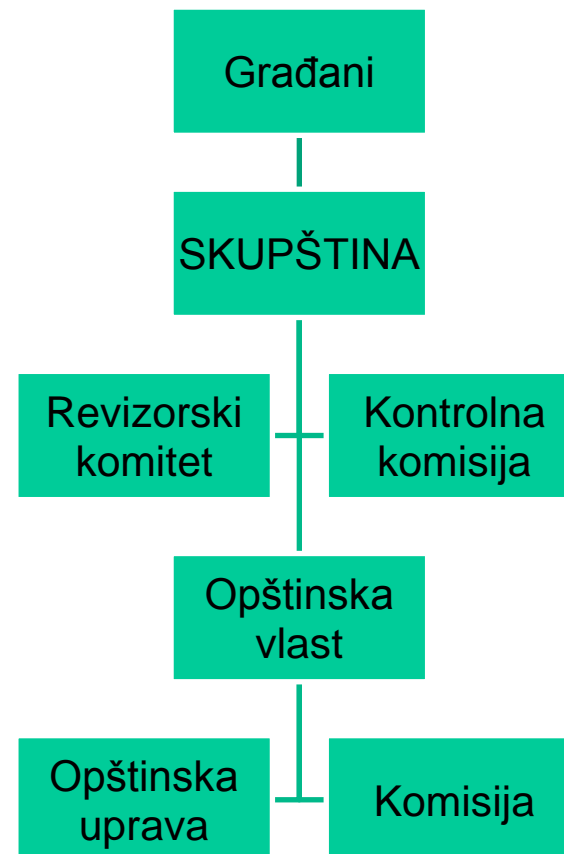 Građani
SKUPŠTINA
Revizorski
komitet
Kontrolna
komisija
Opštinska
vlast
Opštinska
uprava
Komisija